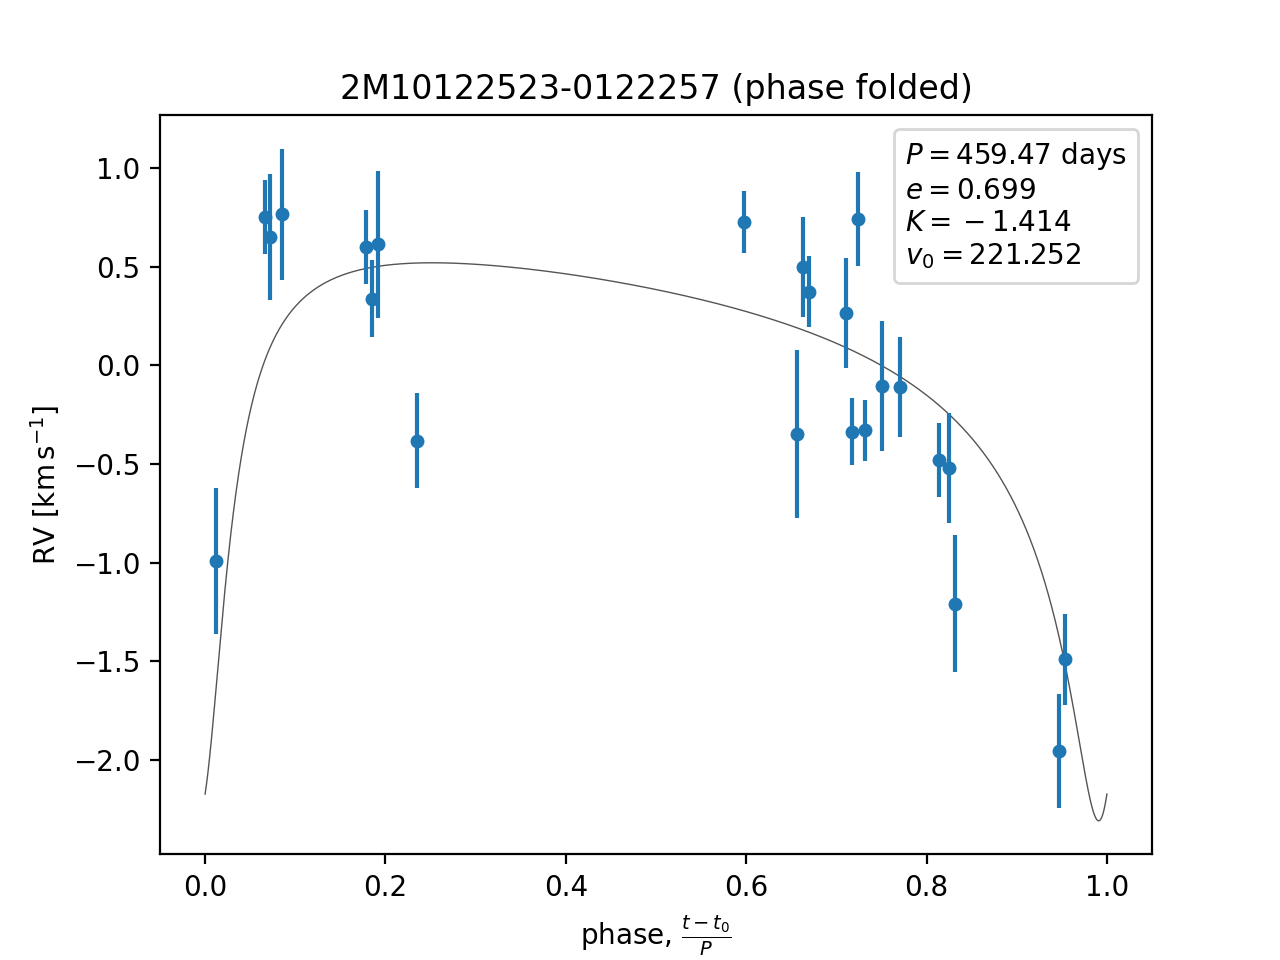 2M10122523-0122257 (phase folded)
P = 459.47 days
e = 0.699
K = −1.414
v₀ = 221.252
1.0
0.5
0.0
−0.5
−1.0
−1.5
−2.0
RV [km s⁻¹]
0.0 0.2 0.4 0.6 0.8 1.0
phase, (t − t₀)/P